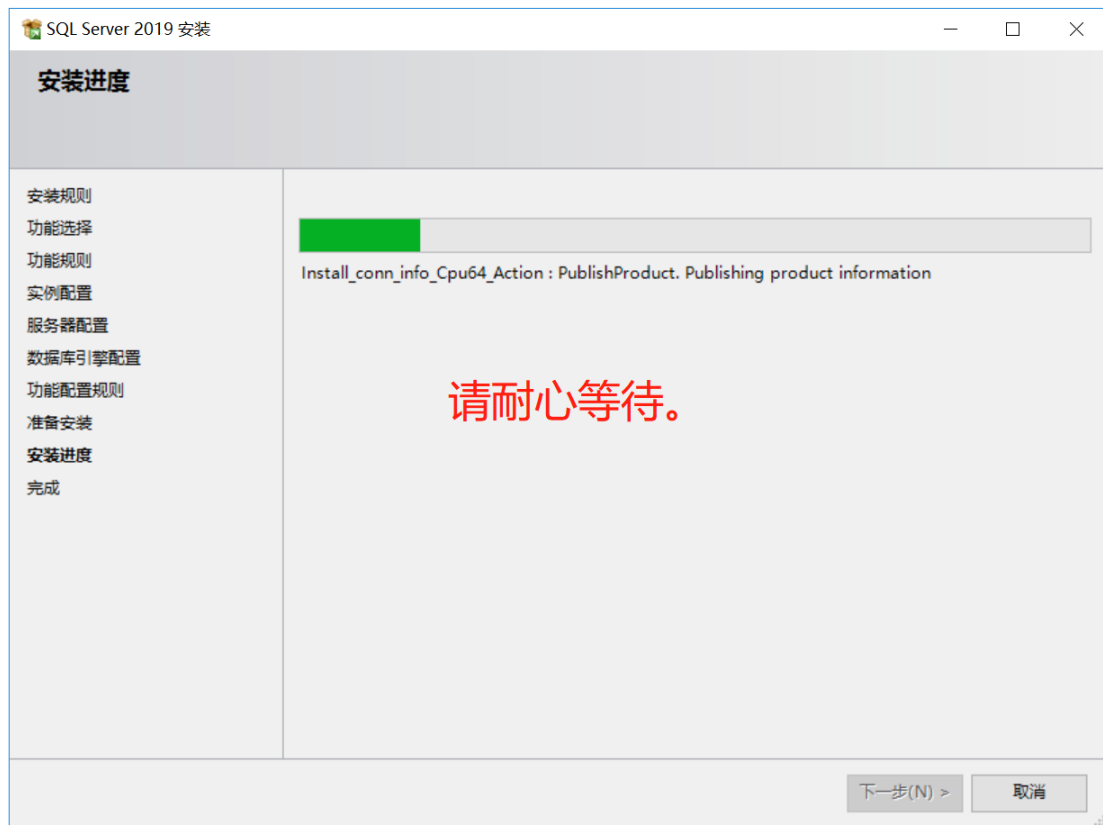 SQL Server 2019 安装
安装进度
安装规则
功能选择
功能规则
实例配置
服务器配置
数据库引擎配置
功能配置规则
准备安装
安装进度
完成
Install_conn_info_Cpu64_Action : PublishProduct. Publishing product information
请耐心等待。
下一步(N) >
取消